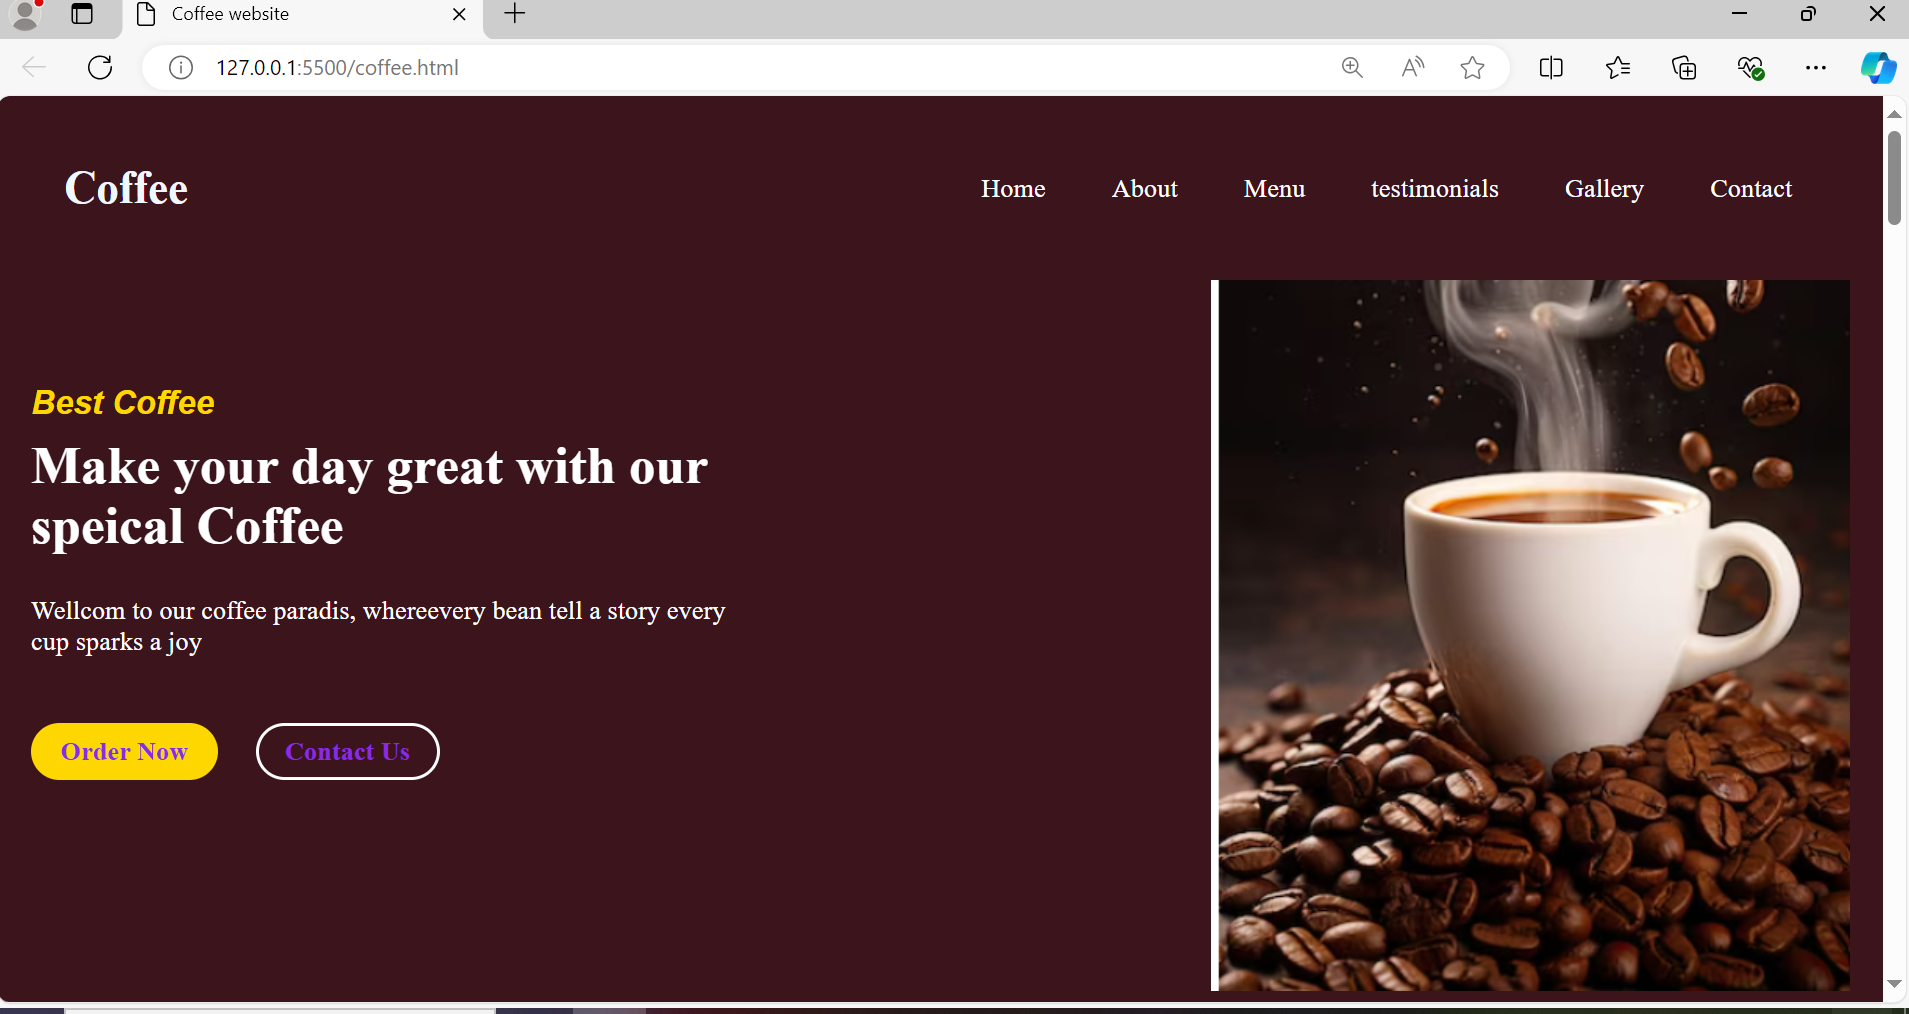 Coffee website
127.0.0.1:5500/coffee.html
Coffee
Home About Menu testimonials Gallery Contact
Best Coffee
Make your day great with our
speical Coffee
Wellcom to our coffee paradis, whereevery bean tell a story every
cup sparks a joy
Order Now Contact Us